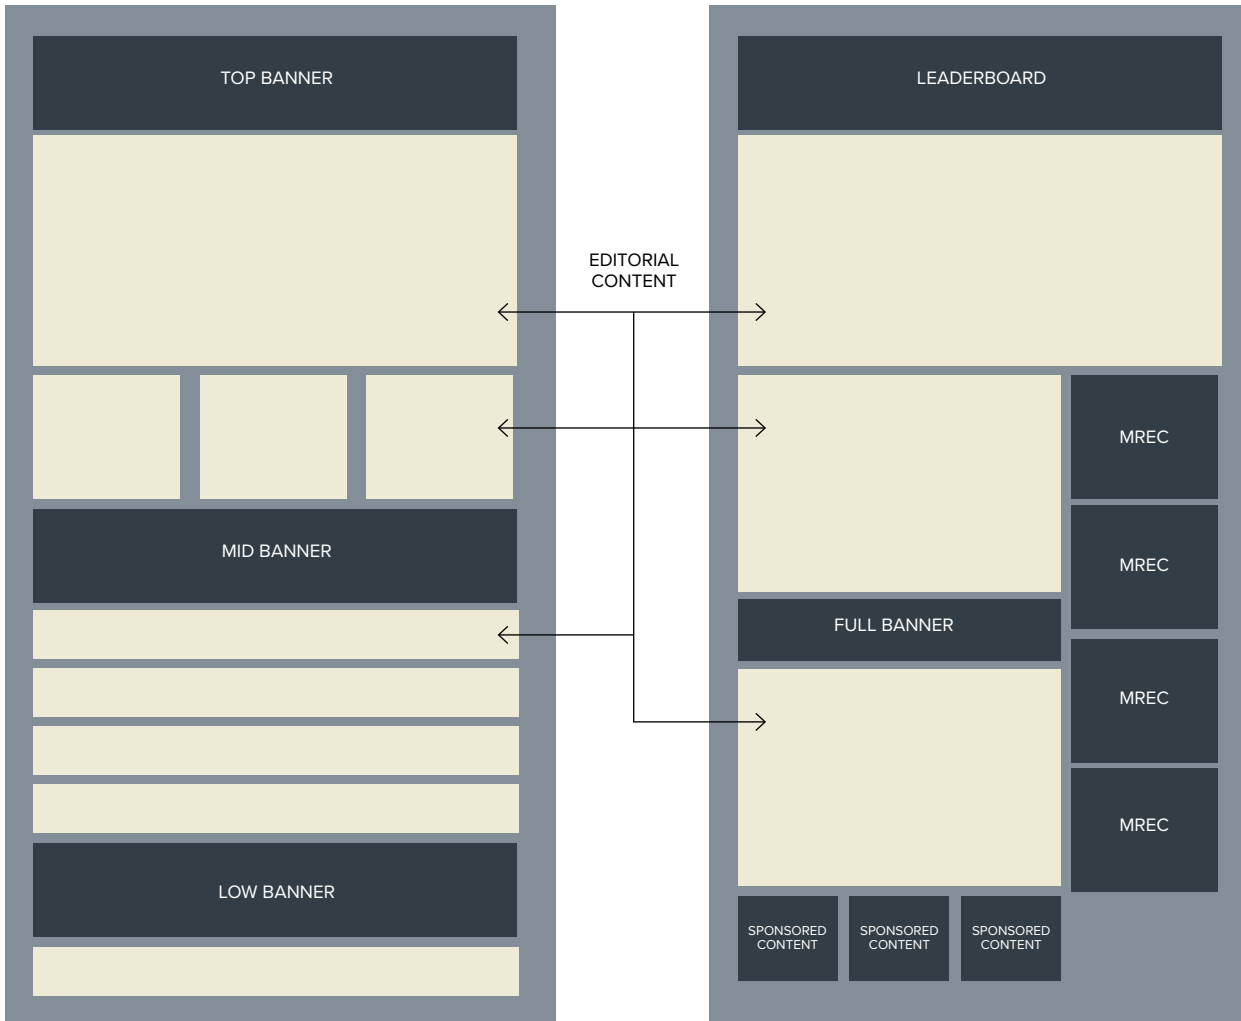 TOP BANNER
MID BANNER
LOW BANNER
EDITORIAL
CONTENT
LEADERBOARD
MREC
MREC
FULL BANNER
MREC
MREC
SPONSORED
CONTENT
SPONSORED
CONTENT
SPONSORED
CONTENT